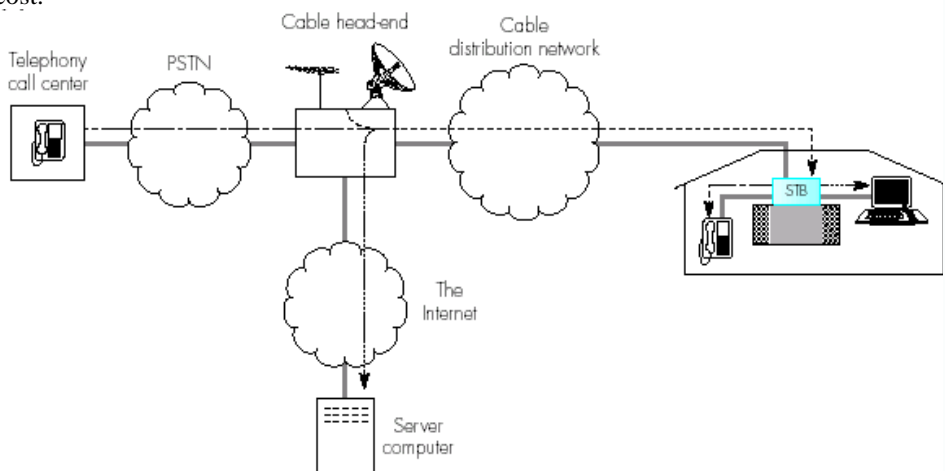 cost.
Cable head-end
Cable
distribution network
Telephony
call center
PSTN
STB
The
Internet
Server
computer